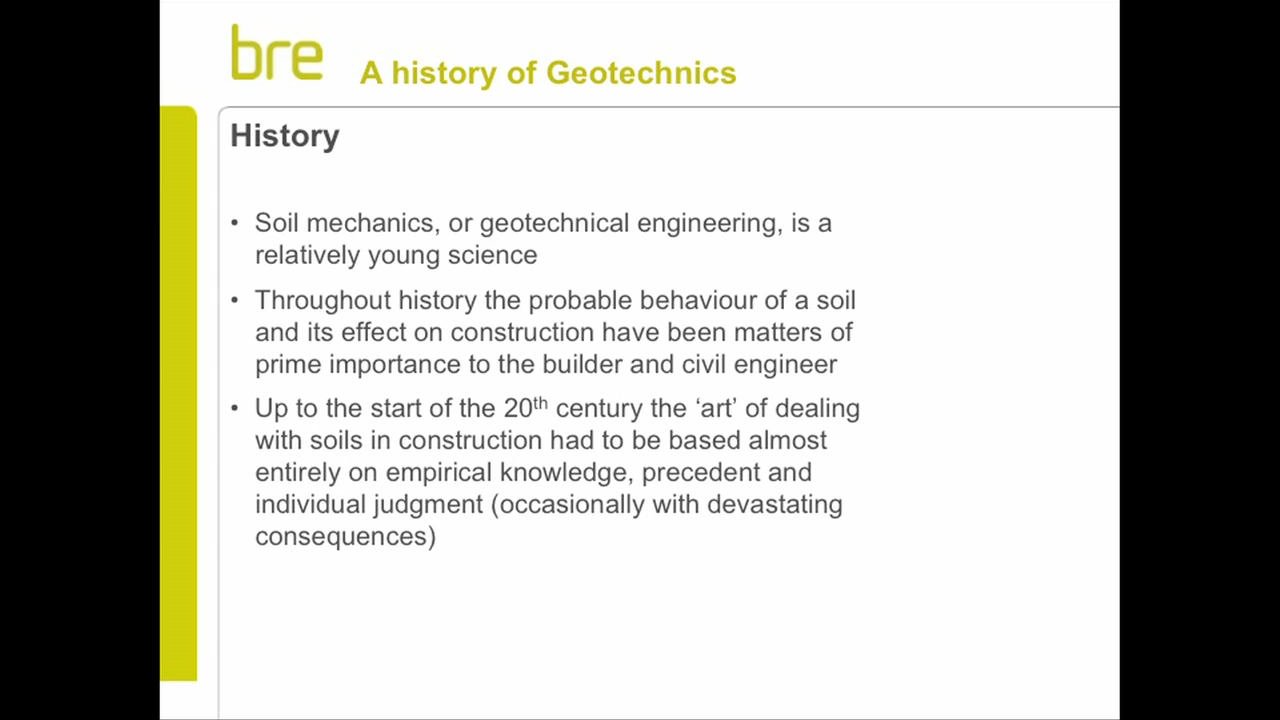 bre
A history of Geotechnics
History
• Soil mechanics, or geotechnical engineering, is a
relatively young science
• Throughout history the probable behaviour of a soil
and its effect on construction have been matters of
prime importance to the builder and civil engineer
• Up to the start of the 20th century the ‘art’ of dealing
with soils in construction had to be based almost
entirely on empirical knowledge, precedent and
individual judgment (occasionally with devastating
consequences)